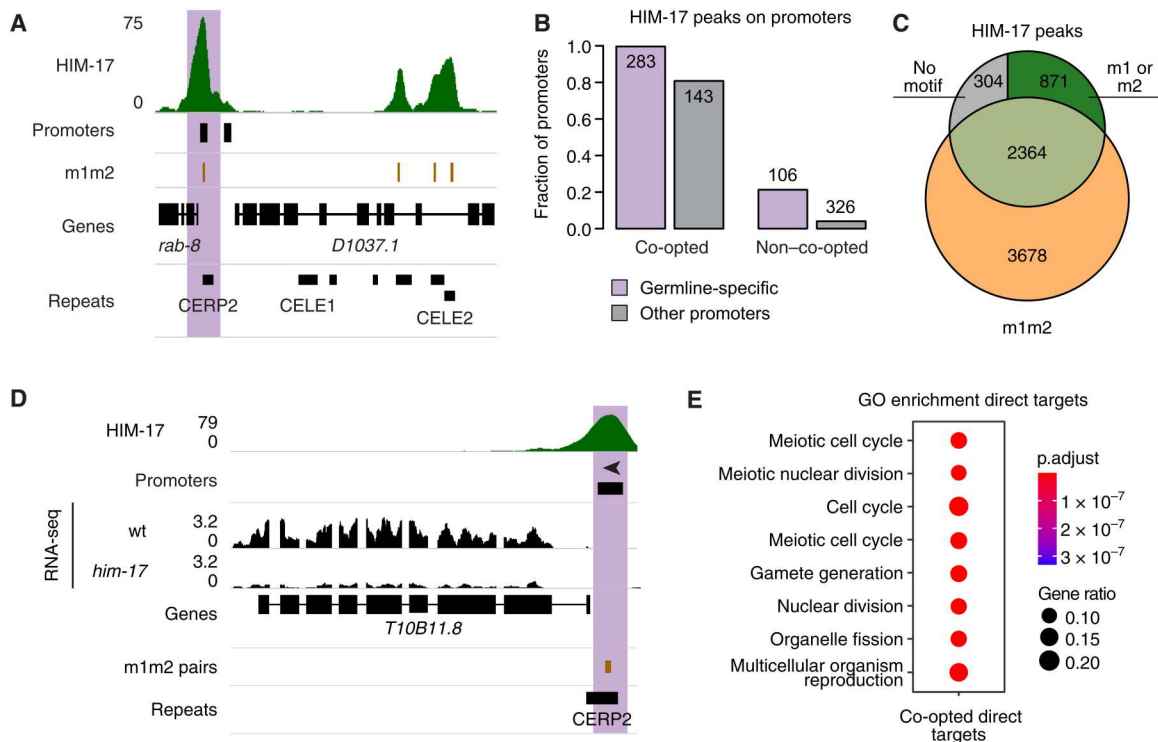 A
75
HIM-17
0
Promoters
m1m2
Genes
rab-8
D1037.1
Repeats
CERP2
CELE1
CELE2
B
HIM-17 peaks on promoters
Fraction of promoters
1.0
0.8
0.6
0.4
0.2
0.0
283
143
106
326
Co-opted
Non–co-opted
Germline-specific
Other promoters
C
HIM-17 peaks
No
motif
304
871
m1 or
m2
2364
3678
m1m2
D
HIM-17
79
0
Promoters
RNA-seq
wt
3.2
0
him-17
3.2
0
Genes
T10B11.8
m1m2 pairs
Repeats
CERP2
E
GO enrichment direct targets
Meiotic cell cycle
Meiotic nuclear division
Cell cycle
Meiotic cell cycle
Gamete generation
Nuclear division
Organelle fission
Multicellular organism
reproduction
Co-opted direct
targets
p.adjust
1 × 10⁻⁷
2 × 10⁻⁷
3 × 10⁻⁷
Gene ratio
0.10
0.15
0.20